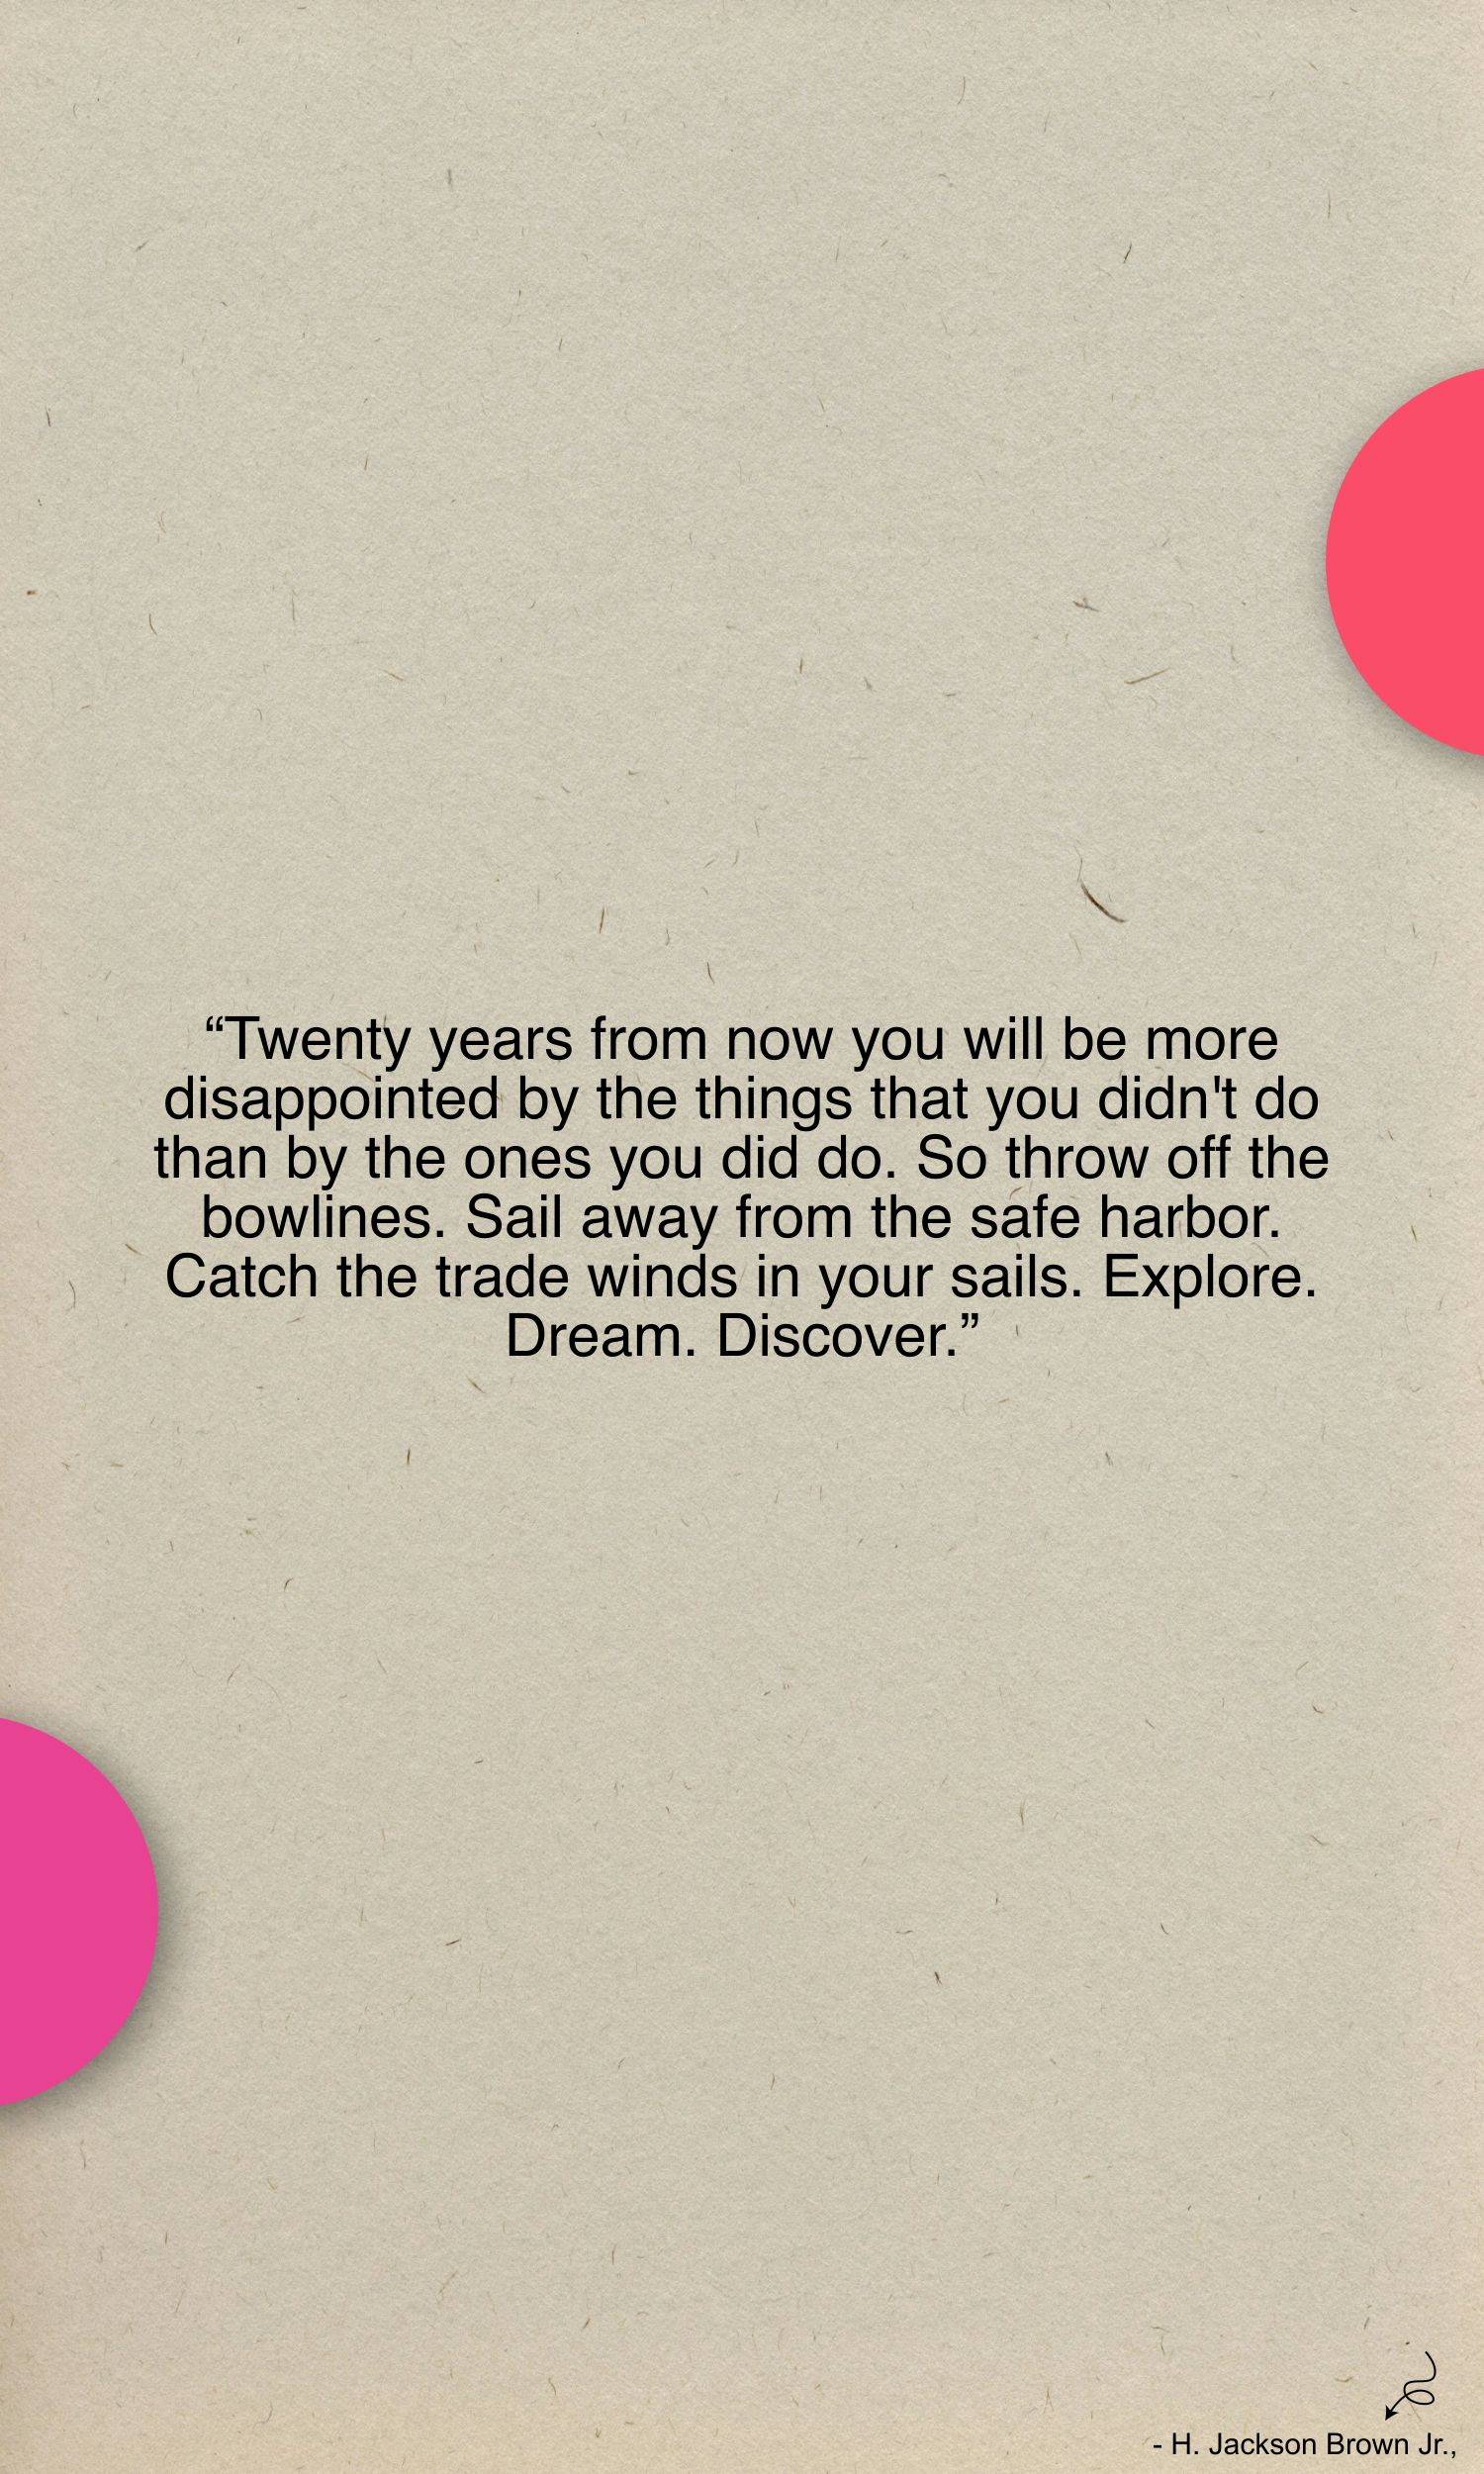 “Twenty years from now you will be more
disappointed by the things that you didn't do
than by the ones you did do. So throw off the
bowlines. Sail away from the safe harbor.
Catch the trade winds in your sails. Explore.
Dream. Discover.”
- H. Jackson Brown Jr.,